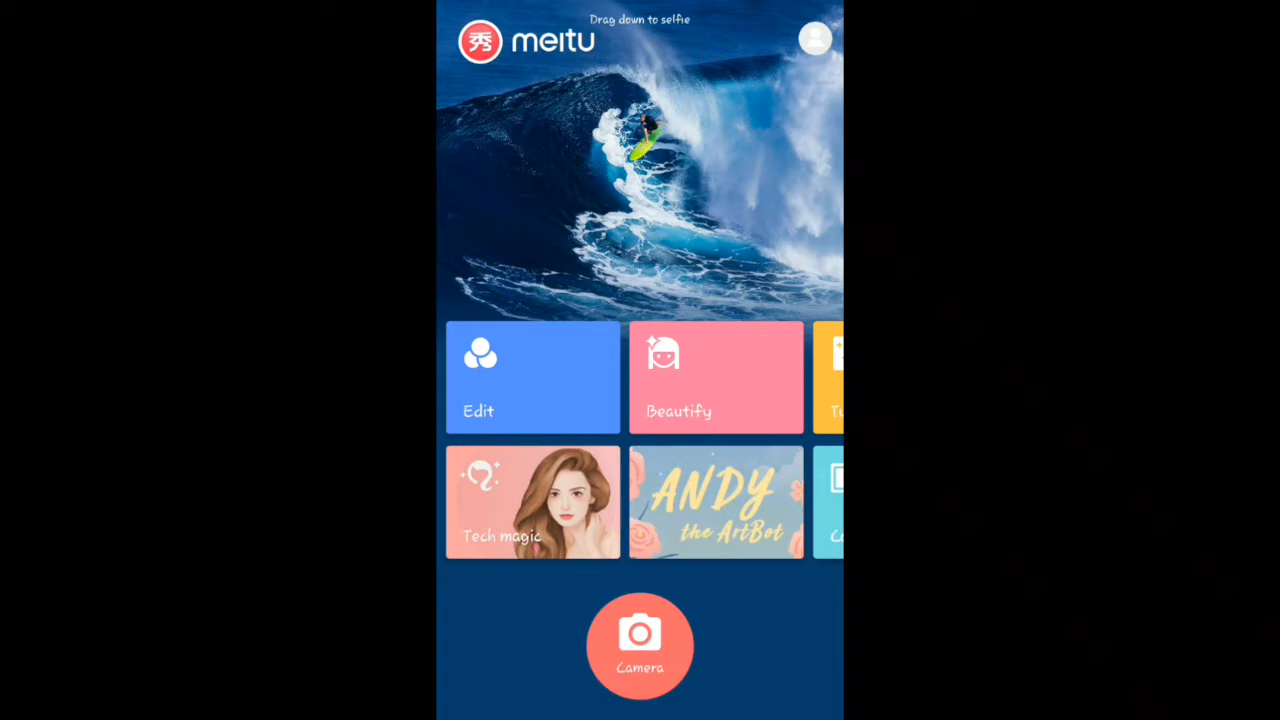 Drag down to selfie
秀 meitu
Edit
Beautify
Tech magic
ANDY
the ArtBot
Camera